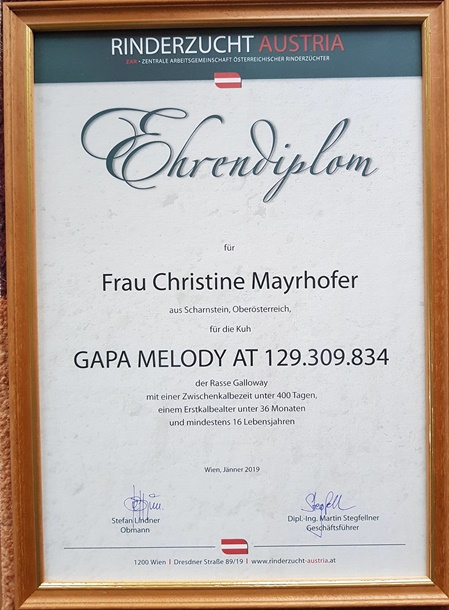 RINDERZUCHT AUSTRIA
ZAR • ZENTRALE ARBEITSGEMEINSCHAFT ÖSTERREICHISCHER RINDERZÜCHTER
Ehrendiplom
für
Frau Christine Mayrhofer
aus Scharnstein, Oberösterreich,
für die Kuh
GAPA MELODY AT 129.309.834
der Rasse Galloway
mit einer Zwischenkalbezeit unter 400 Tagen,
einem Erstkalbealter unter 36 Monaten
und mindestens 16 Lebensjahren
Wien, Jänner 2019
Stefan Lindner
Obmann
Stegfell
Dipl.-Ing. Martin Stegfellner
Geschäftsführer
1200 Wien | Dresdner Straße 89/19 | www.rinderzucht-austria.at